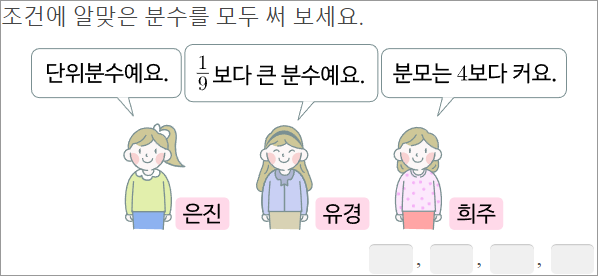 조건에 알맞은 분수를 모두 써 보세요.
단위분수예요.
1/9 보다 큰 분수예요.
분모는 4보다 커요.
은진
유경
희주
, , ,